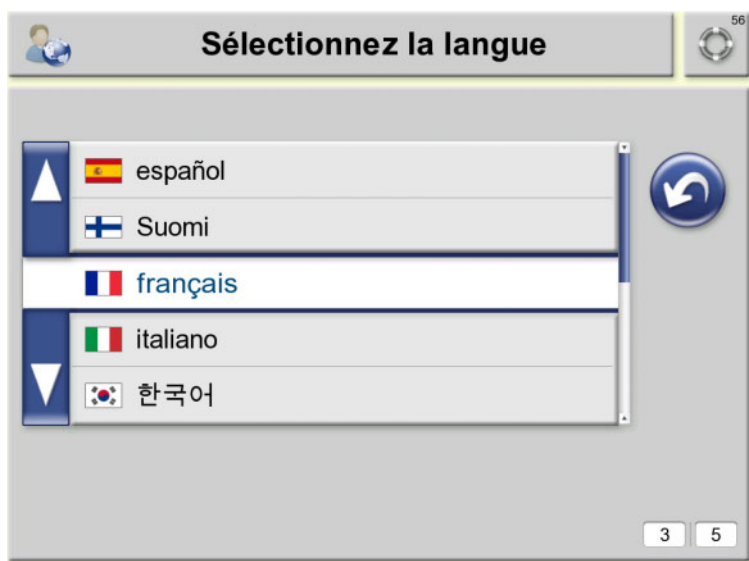 Sélectionnez la langue
56
español
Suomi
français
italiano
한국어
3 5